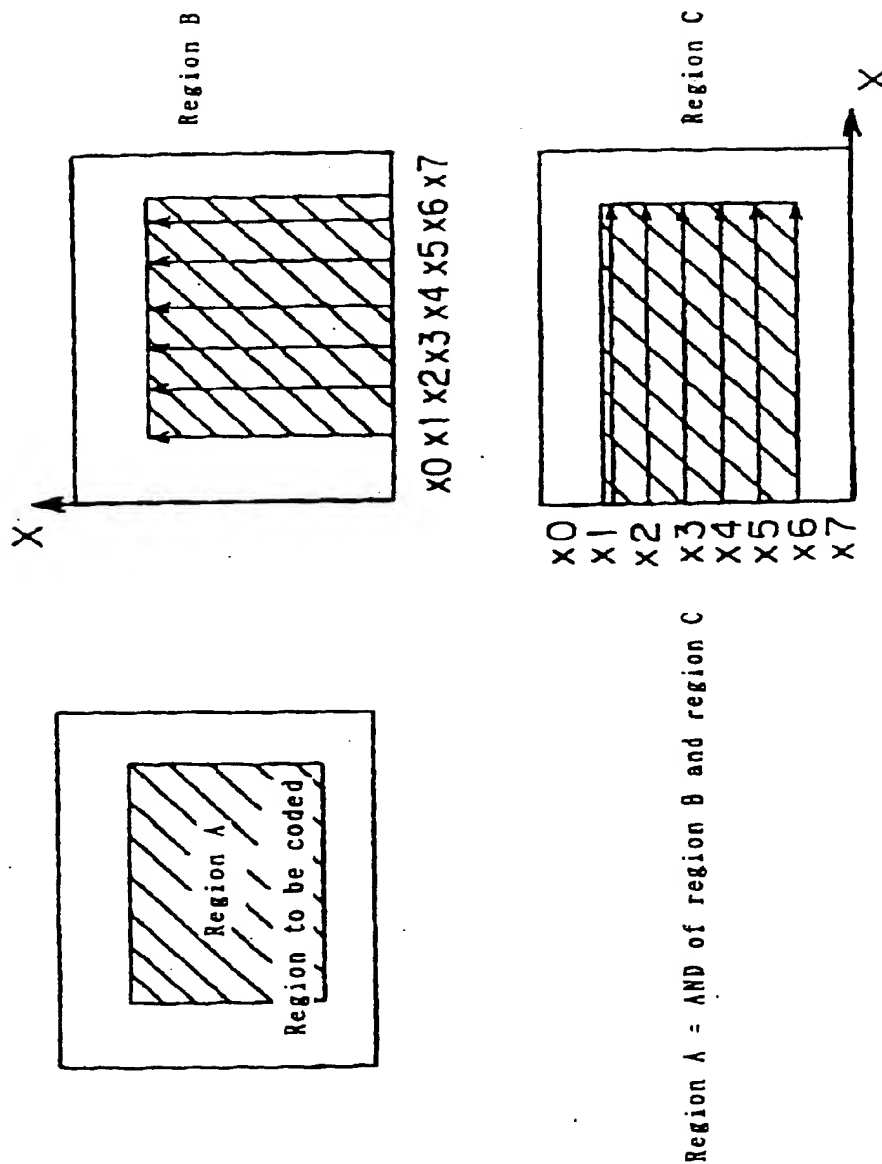 Region B
X
x0 x1 x2 x3 x4 x5 x6 x7
Region A
Region to be coded
Region C
x0
x1
x2
x3
x4
x5
x6
x7
X
Region A = AND of region B and region C